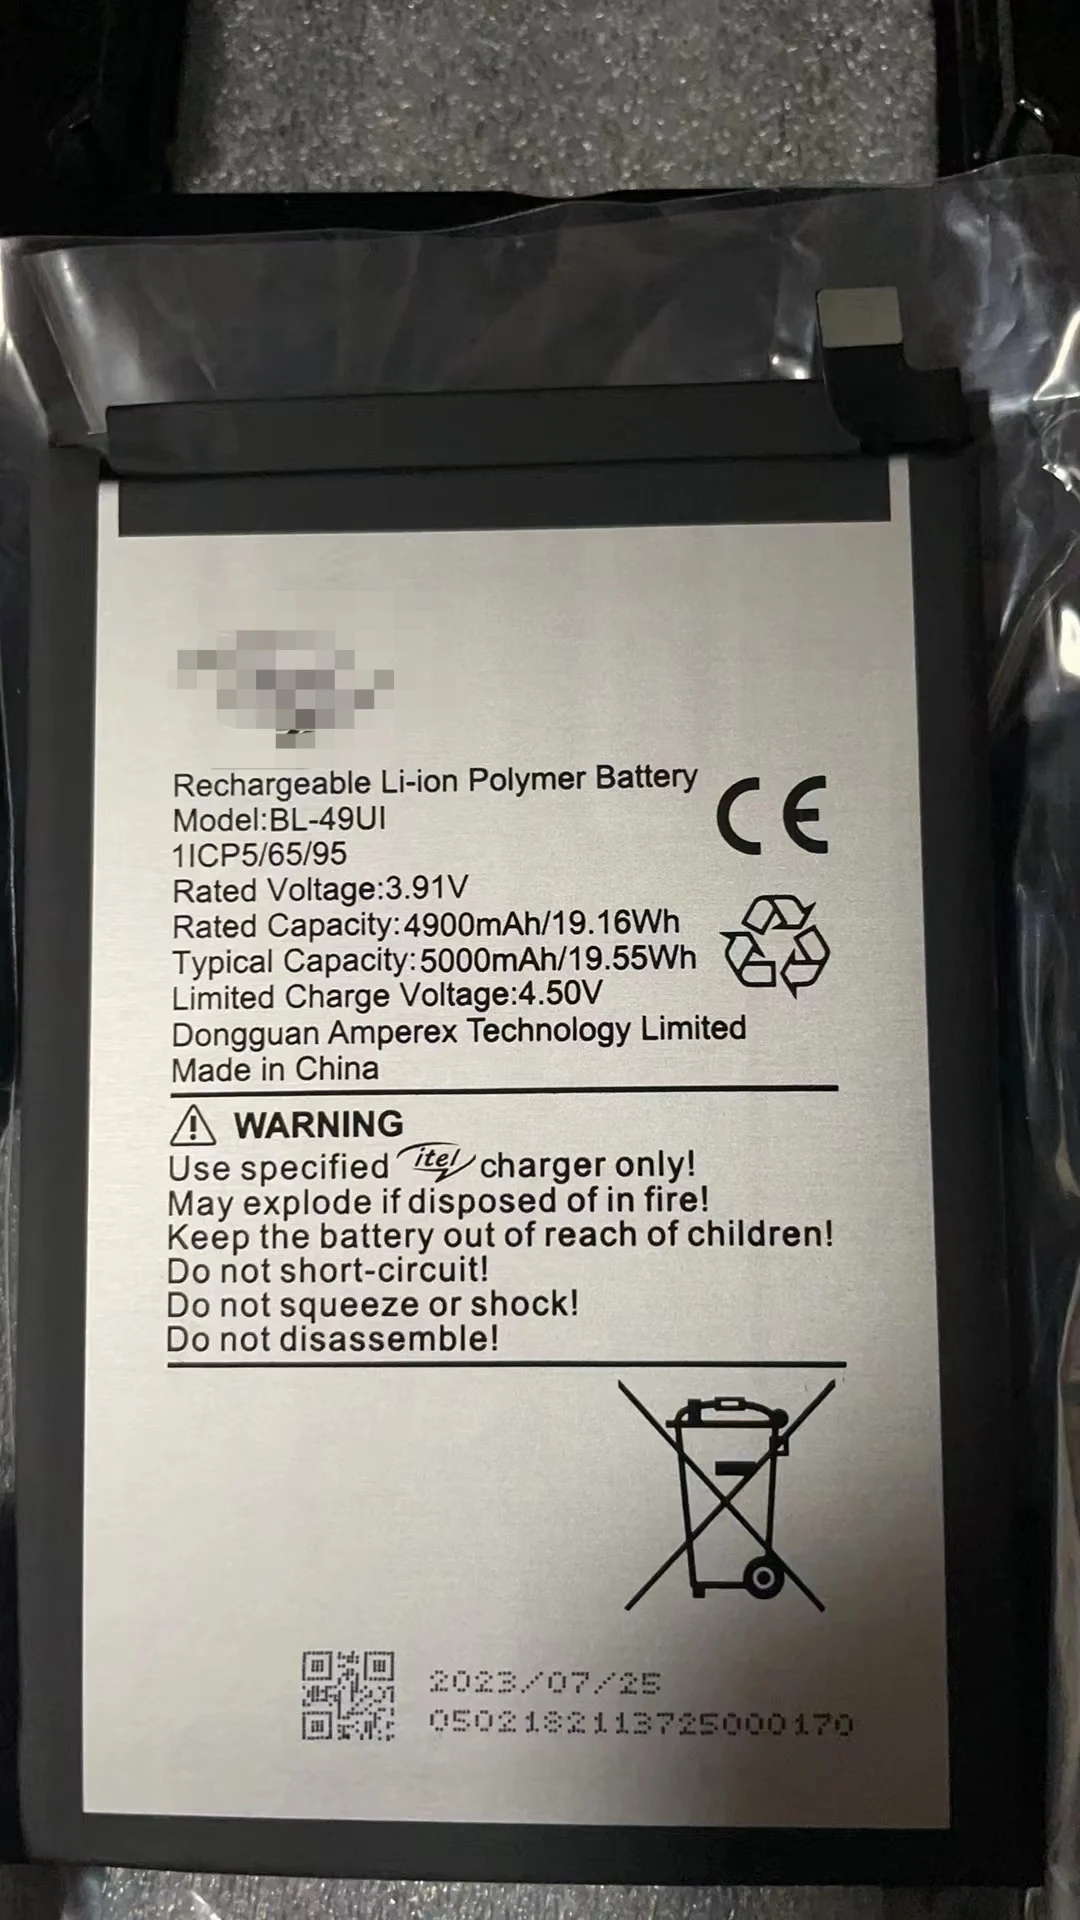 Rechargeable Li-ion Polymer Battery
Model:BL-49UI
1ICP5/65/95
Rated Voltage:3.91V
Rated Capacity:4900mAh/19.16Wh
Typical Capacity:5000mAh/19.55Wh
Limited Charge Voltage:4.50V
Dongguan Amperex Technology Limited
Made in China
CE
WARNING
Use specified itel charger only!
May explode if disposed of in fire!
Keep the battery out of reach of children!
Do not short-circuit!
Do not squeeze or shock!
Do not disassemble!
2023/07/25
0502182113725000170